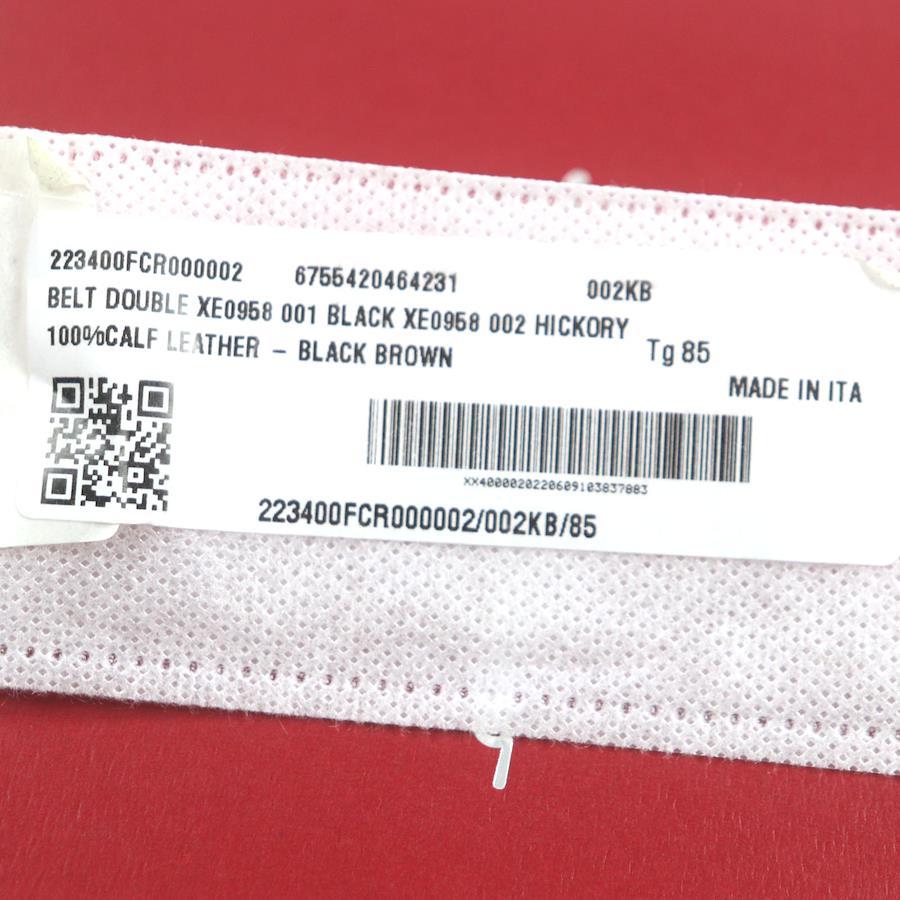 223400FCR000002 6755420464231 002KB
BELT DOUBLE XE0958 001 BLACK XE0958 002 HICKORY
100%CALF LEATHER - BLACK BROWN Tg 85
MADE IN ITA
XX4000020220609103837883
223400FCR000002/002KB/85